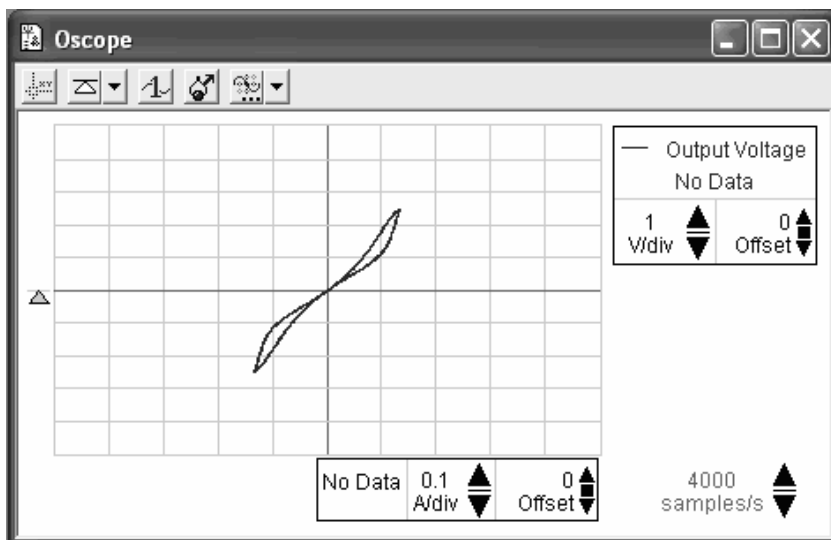 Oscope
Output Voltage
No Data
1
V/div
0
Offset
No Data
0.1
A/div
0
Offset
4000
samples/s